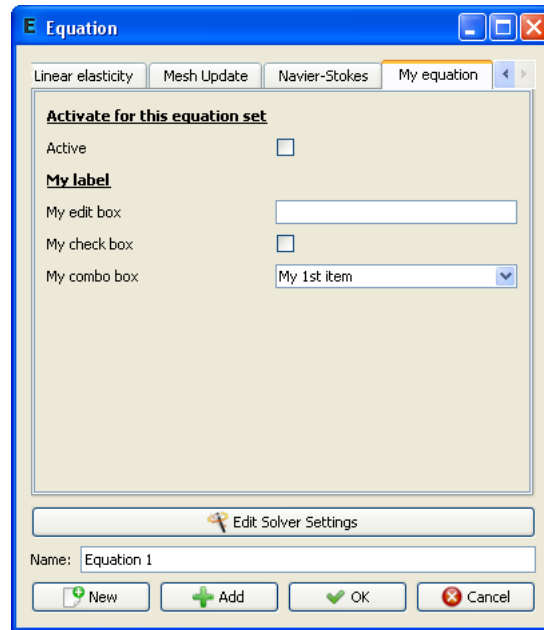 E Equation
Linear elasticity Mesh Update Navier-Stokes My equation
Activate for this equation set
Active
My label
My edit box
My check box
My combo box My 1st item
Edit Solver Settings
Name: Equation 1
New Add OK Cancel